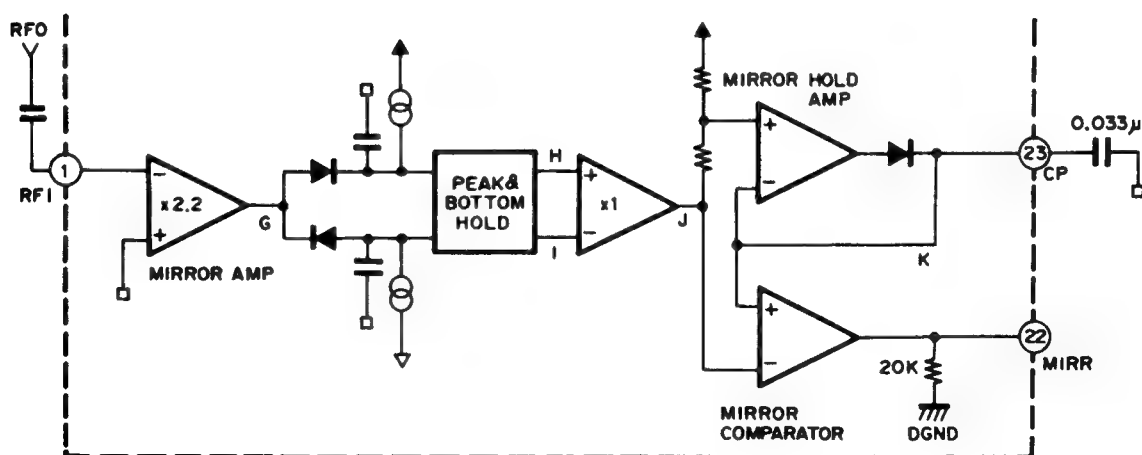 RFO
1
RFI
-
x2.2
+
MIRROR AMP
G
PEAK&
BOTTOM
HOLD
H
I
+
x1
-
J
MIRROR HOLD
AMP
+
-
K
23
CP
0.033μ
+
-
MIRROR
COMPARATOR
20K
DGND
22
MIRR